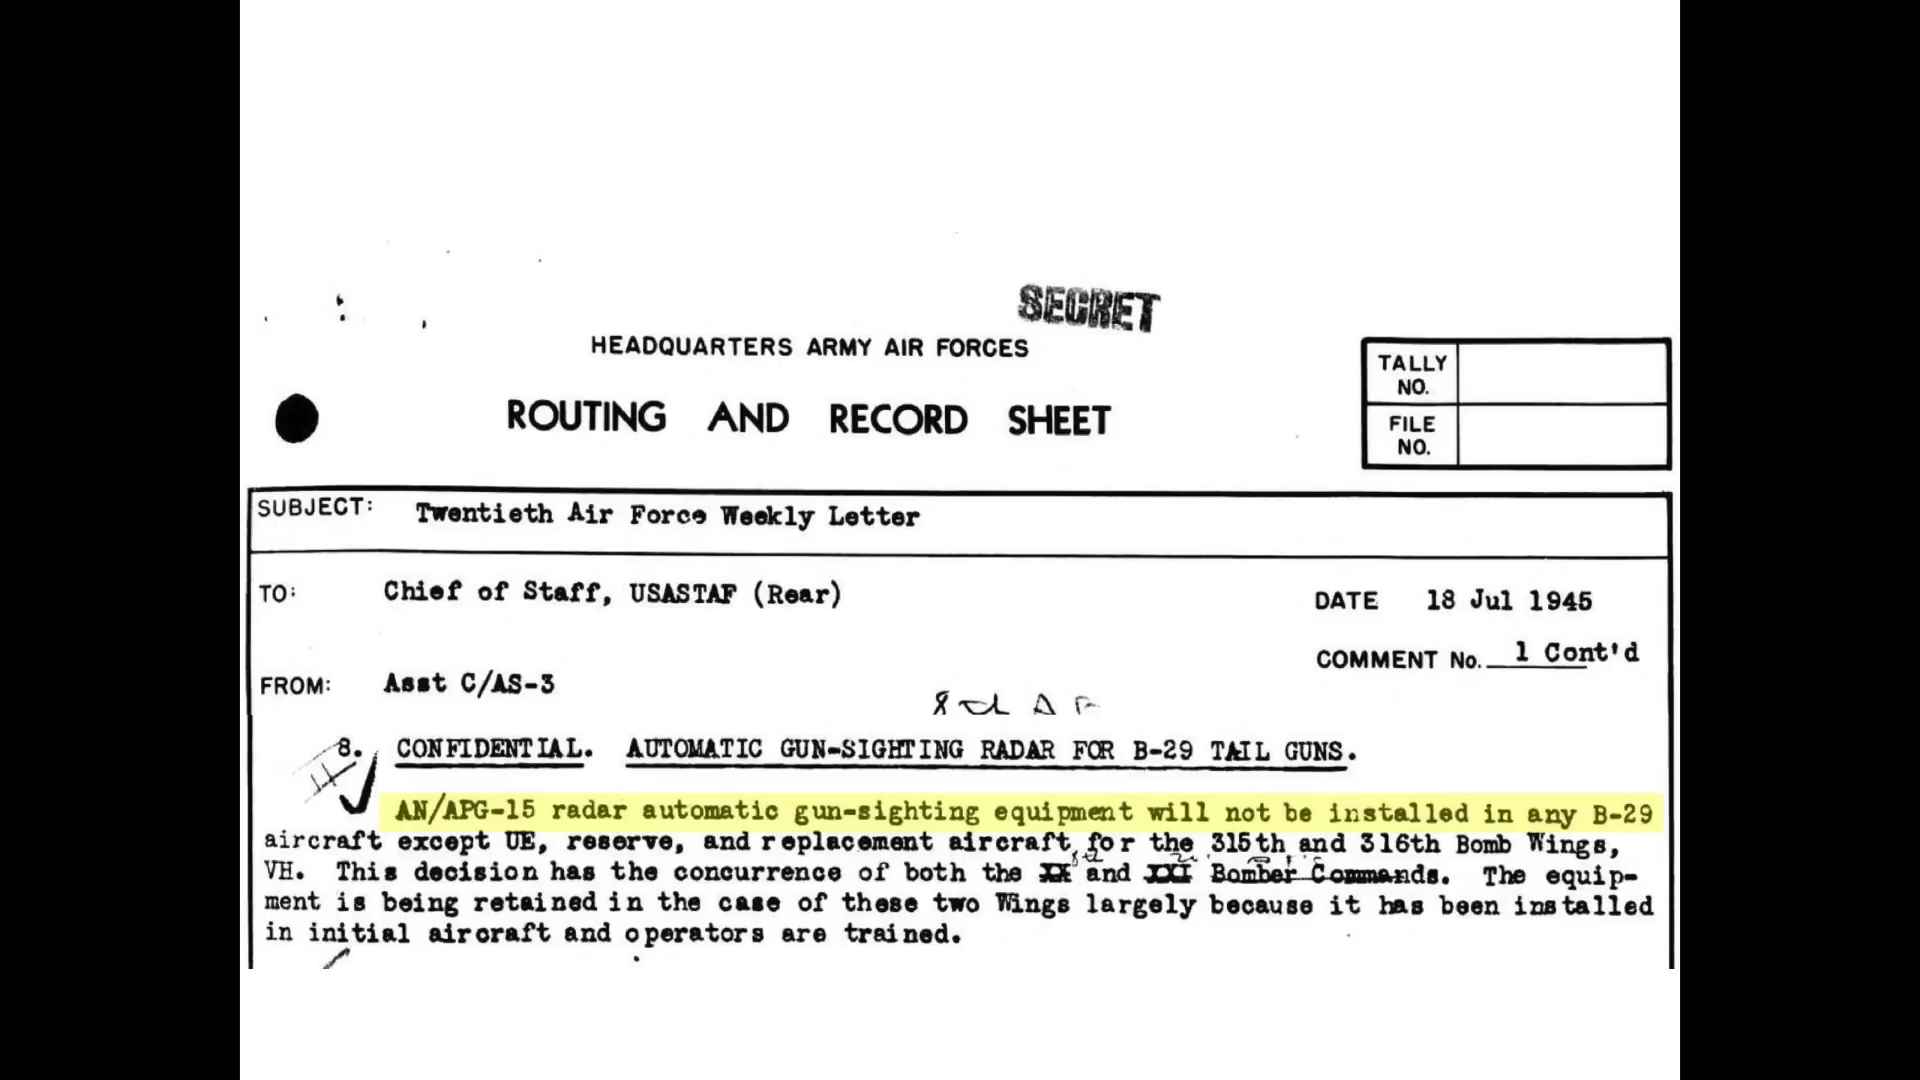 SECRET
HEADQUARTERS ARMY AIR FORCES
ROUTING AND RECORD SHEET
TALLY NO.
FILE NO.
SUBJECT: Twentieth Air Force Weekly Letter
TO: Chief of Staff, USASTAF (Rear)
DATE 18 Jul 1945
COMMENT No. 1 Cont'd
FROM: Asst C/AS-3
8. CONFIDENTIAL. AUTOMATIC GUN-SIGHTING RADAR FOR B-29 TAIL GUNS.
AN/APG-15 radar automatic gun-sighting equipment will not be installed in any B-29
aircraft except UE, reserve, and replacement aircraft for the 315th and 316th Bomb Wings,
VH. This decision has the concurrence of both the XX and XXI Bomber Commands. The equip-
ment is being retained in the case of these two Wings largely because it has been installed
in initial aircraft and operators are trained.